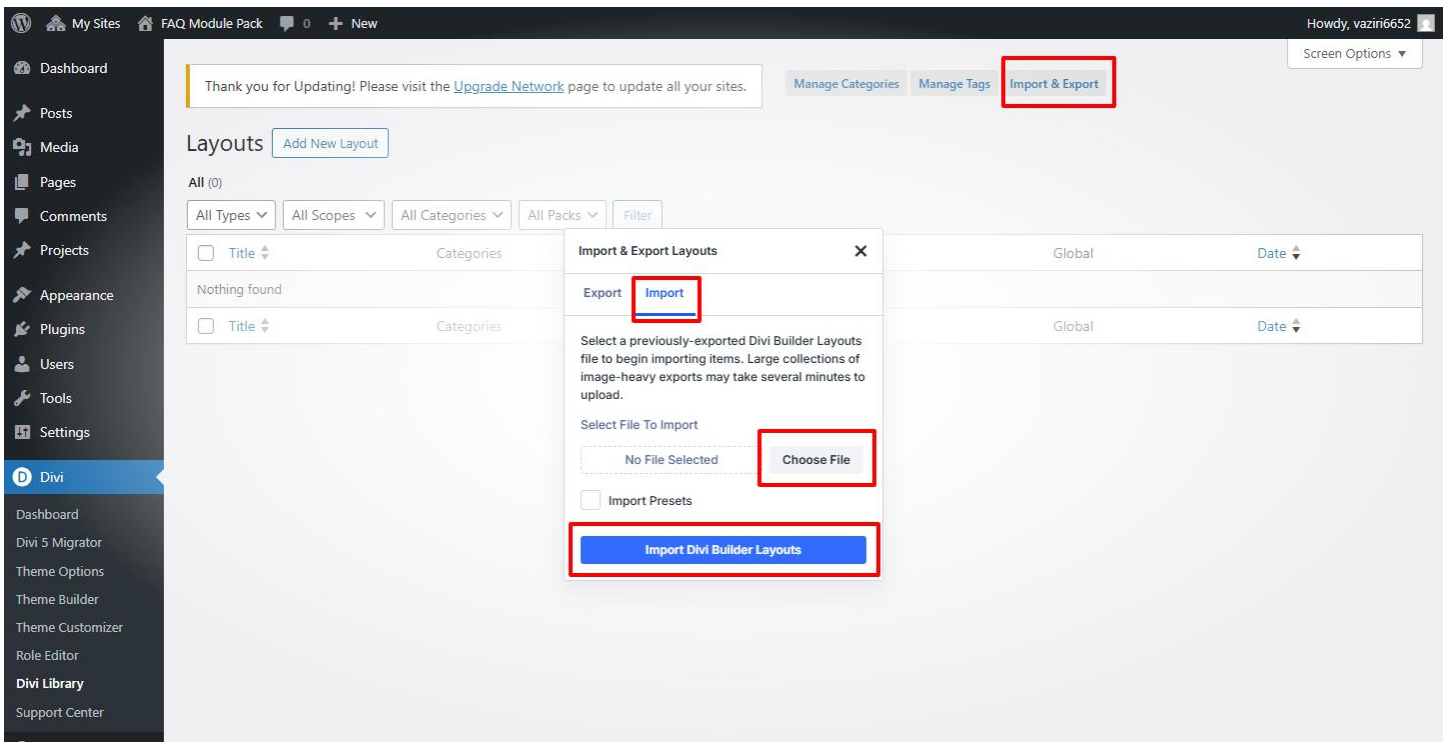 My Sites FAQ Module Pack 0 New Howdy, vaziri6652
Screen Options
Dashboard
Posts
Media
Pages
Comments
Projects
Appearance
Plugins
Users
Tools
Settings
Divi
Dashboard
Divi 5 Migrator
Theme Options
Theme Builder
Theme Customizer
Role Editor
Divi Library
Support Center
Thank you for Updating! Please visit the Upgrade Network page to update all your sites.
Manage Categories Manage Tags Import & Export
Layouts Add New Layout
All (0)
All Types All Scopes All Categories All Packs Filter
Title Categories Global Date
Nothing found
Title Categories Global Date
Import & Export Layouts
Export Import
Select a previously-exported Divi Builder Layouts
file to begin importing items. Large collections of
image-heavy exports may take several minutes to
upload.
Select File To Import
No File Selected Choose File
Import Presets
Import Divi Builder Layouts